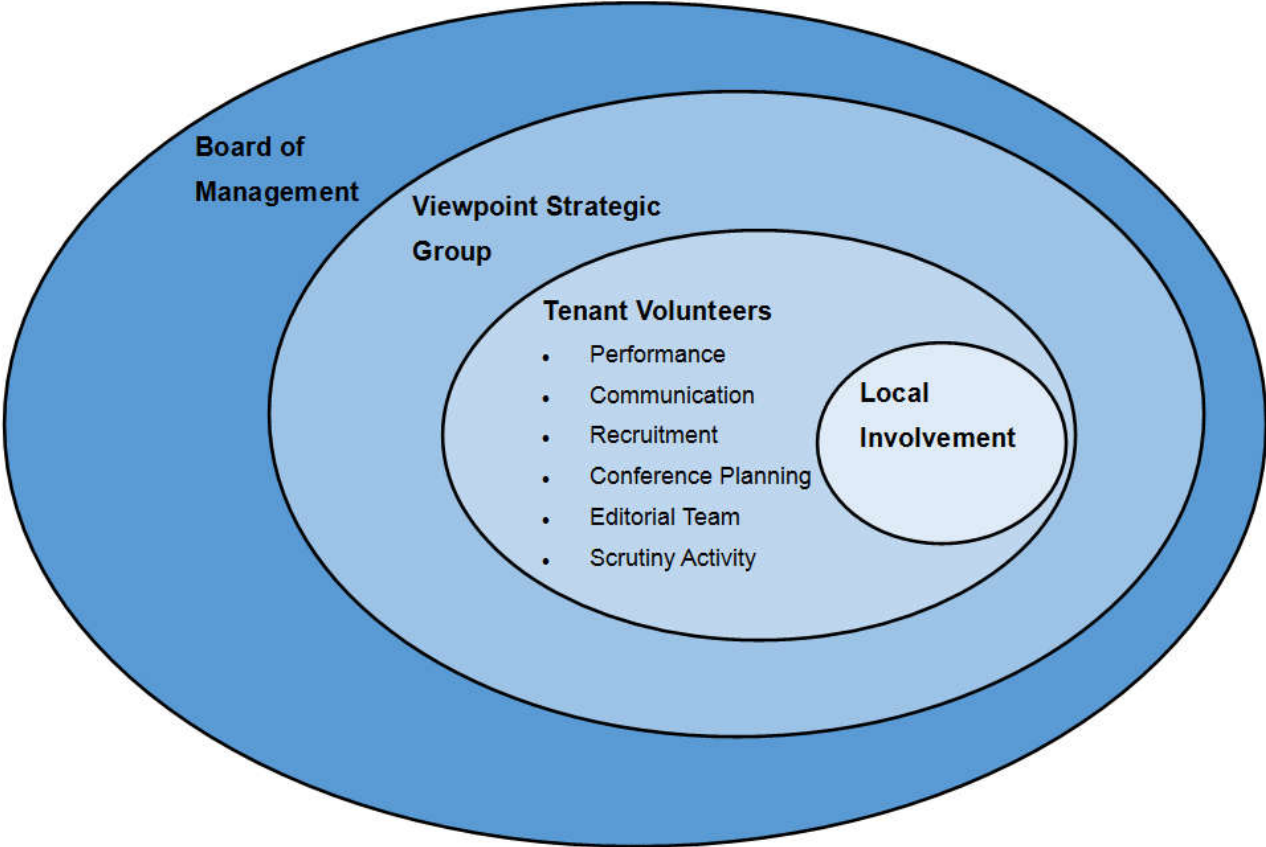 Board of
Management
Viewpoint Strategic
Group
Tenant Volunteers
• Performance
• Communication
• Recruitment
• Conference Planning
• Editorial Team
• Scrutiny Activity
Local
Involvement